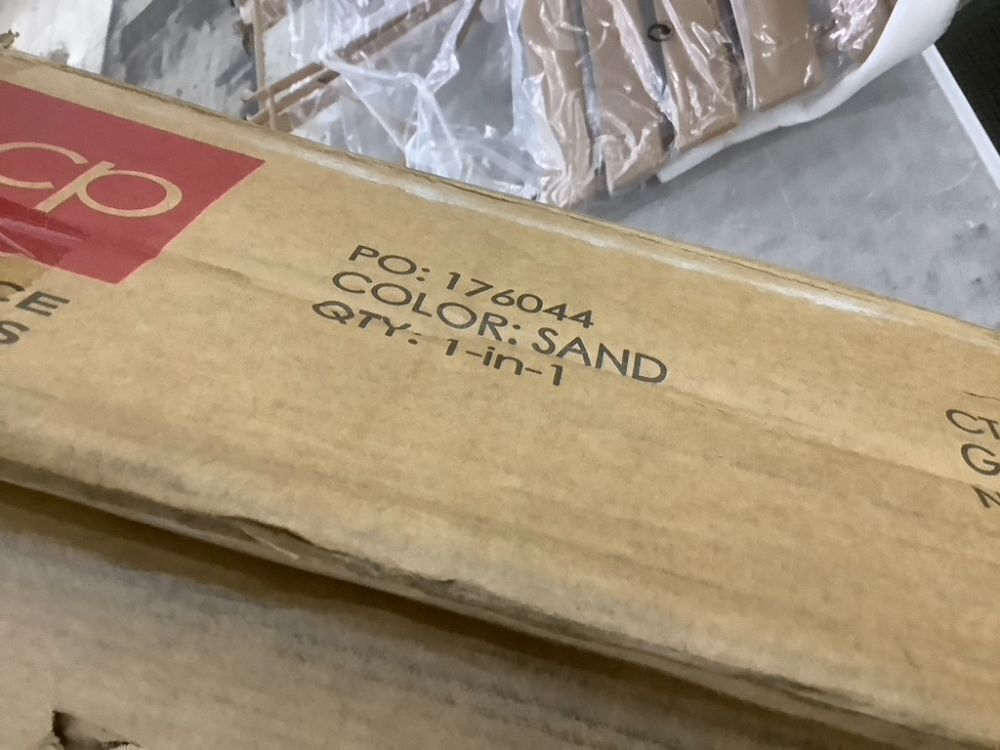 cp
PO: 176044
COLOR: SAND
QTY: 1-in-1
C